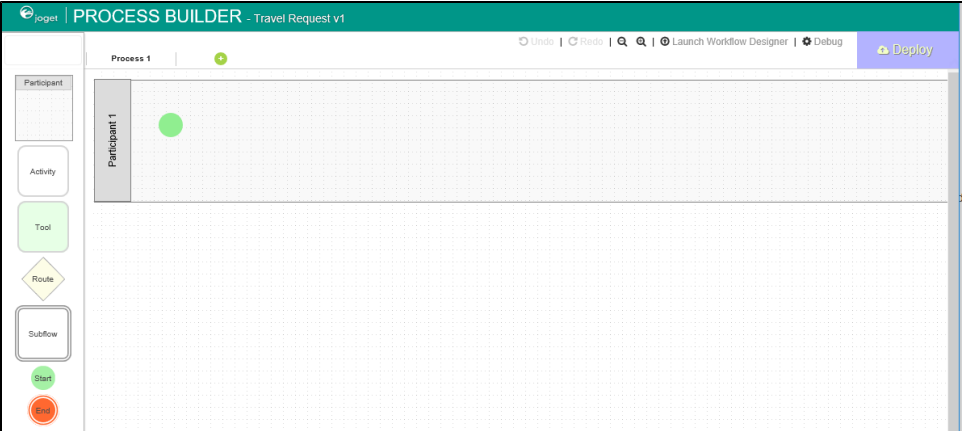 joget | PROCESS BUILDER - Travel Request v1
Undo | Redo | | Launch Workflow Designer | Debug
Deploy
Process 1
Participant
Participant 1
Activity
Tool
Route
Subflow
Start
End